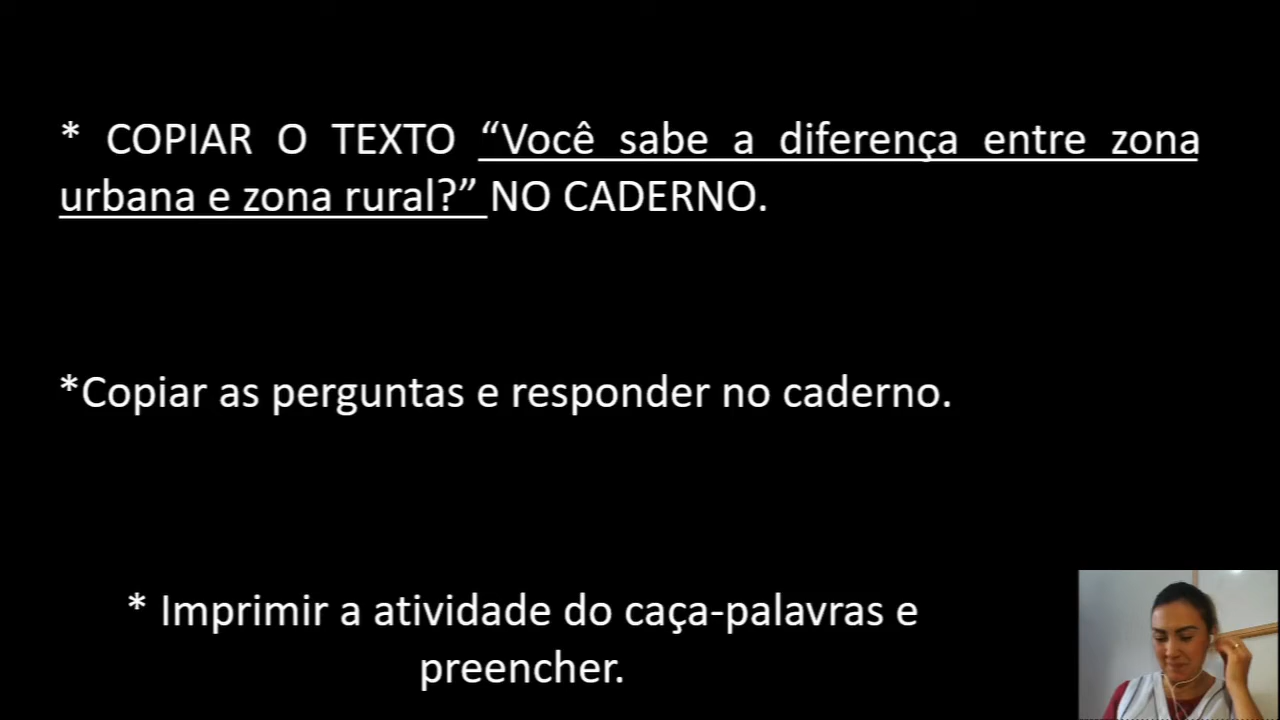 * COPIAR O TEXTO “Você sabe a diferença entre zona
urbana e zona rural?” NO CADERNO.
*Copiar as perguntas e responder no caderno.
* Imprimir a atividade do caça-palavras e
preencher.